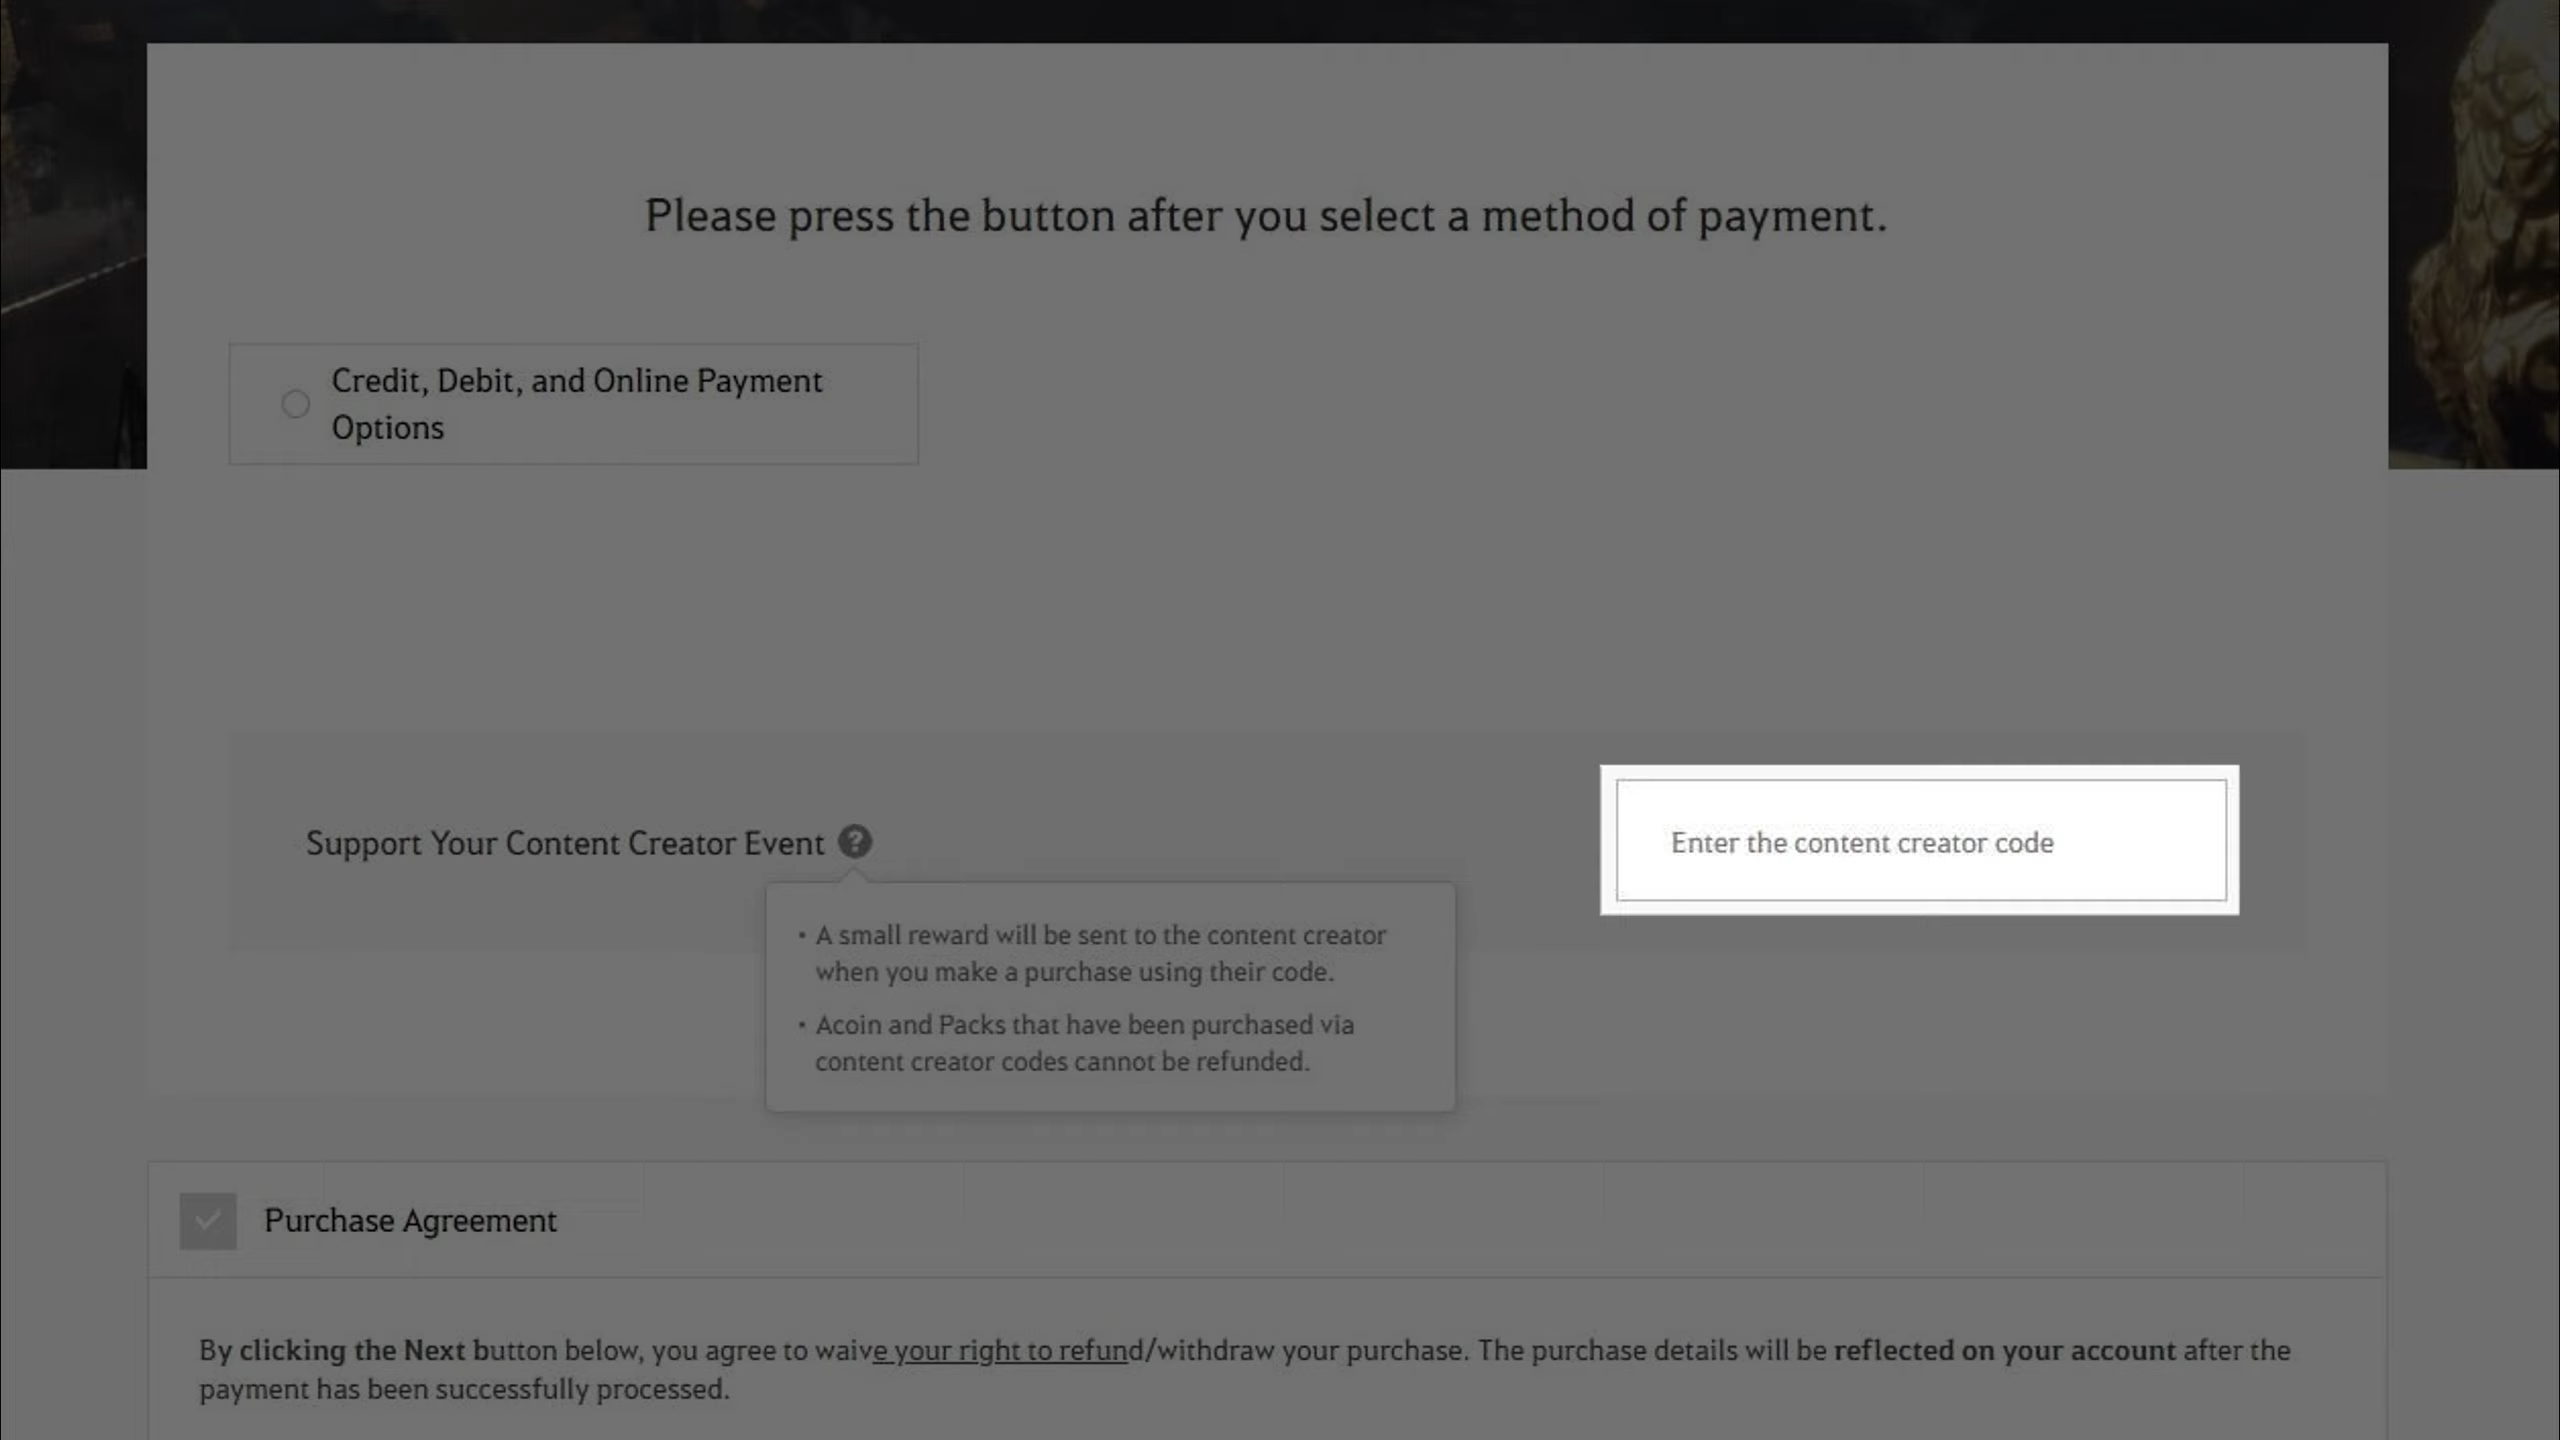 Please press the button after you select a method of payment.
Credit, Debit, and Online Payment
Options
Support Your Content Creator Event ?
Enter the content creator code
• A small reward will be sent to the content creator
when you make a purchase using their code.
• Acoin and Packs that have been purchased via
content creator codes cannot be refunded.
Purchase Agreement
By clicking the Next button below, you agree to waive your right to refund/withdraw your purchase. The purchase details will be reflected on your account after the
payment has been successfully processed.